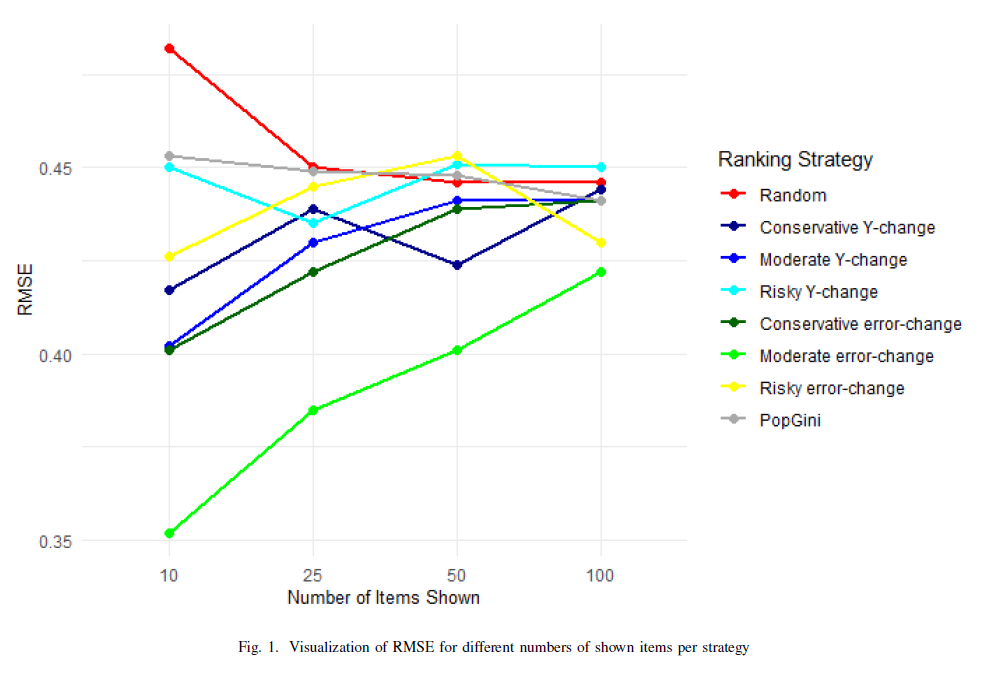 RMSE
0.45
0.40
0.35
10 25 50 100
Number of Items Shown
Ranking Strategy
Random
Conservative Y-change
Moderate Y-change
Risky Y-change
Conservative error-change
Moderate error-change
Risky error-change
PopGini
Fig. 1. Visualization of RMSE for different numbers of shown items per strategy